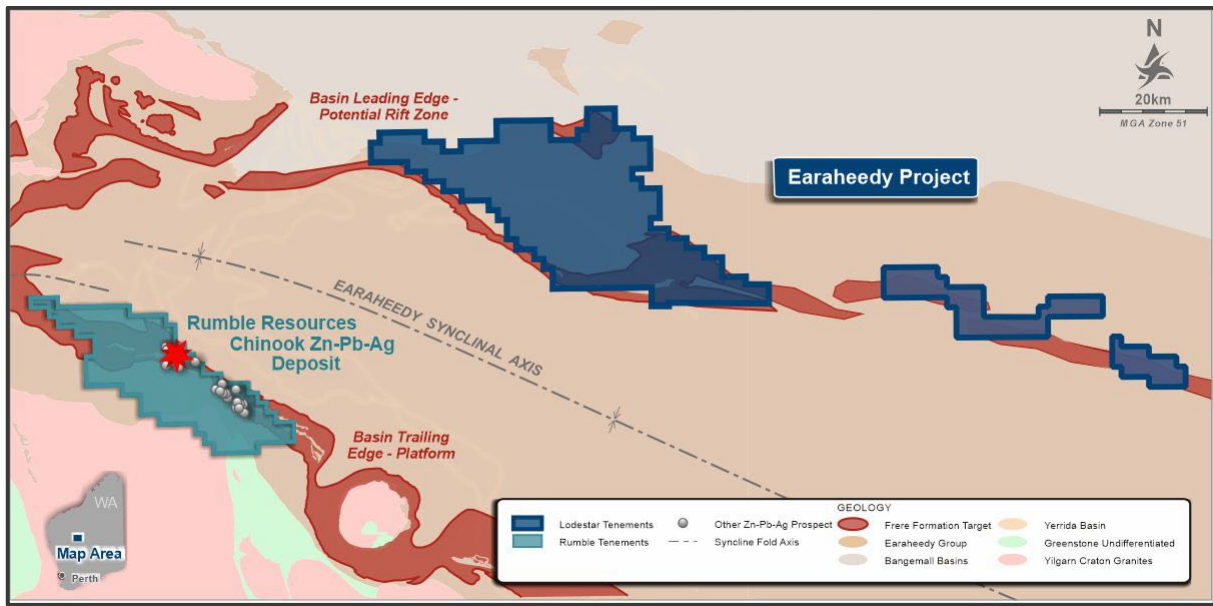 N
20km
MGA Zone 51
Basin Leading Edge -
Potential Rift Zone
Earaheedy Project
EARAHEEDY SYNCLINAL AXIS
Rumble Resources
Chinook Zn-Pb-Ag
Deposit
Basin Trailing
Edge - Platform
WA
Map Area
Perth
GEOLOGY
Lodestar Tenements
Other Zn-Pb-Ag Prospect
Frere Formation Target
Yerrida Basin
Rumble Tenements
Syncline Fold Axis
Earaheedy Group
Greenstone Undifferentiated
Bangemall Basins
Yilgarn Craton Granites